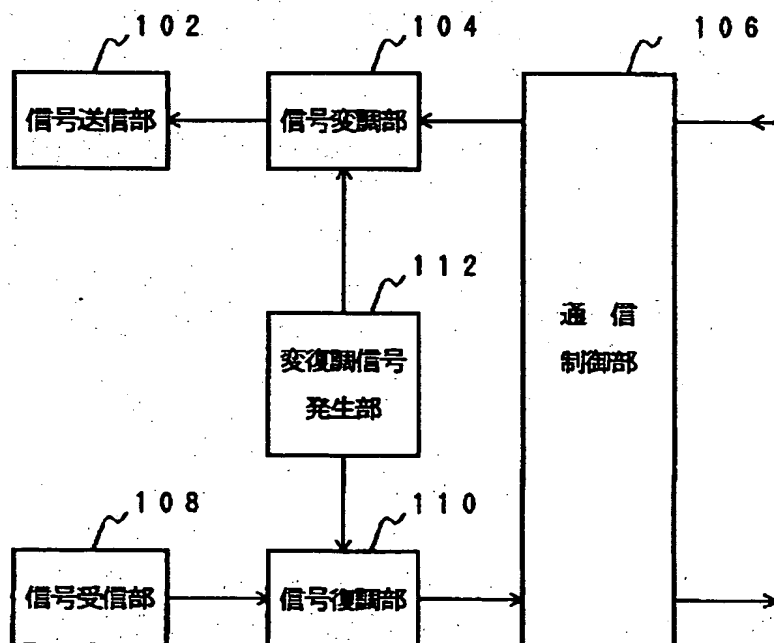 102
104
106
信号送信部
信号変調部
112
通信
制御部
変復調信号
発生部
108
110
信号受信部
信号復調部